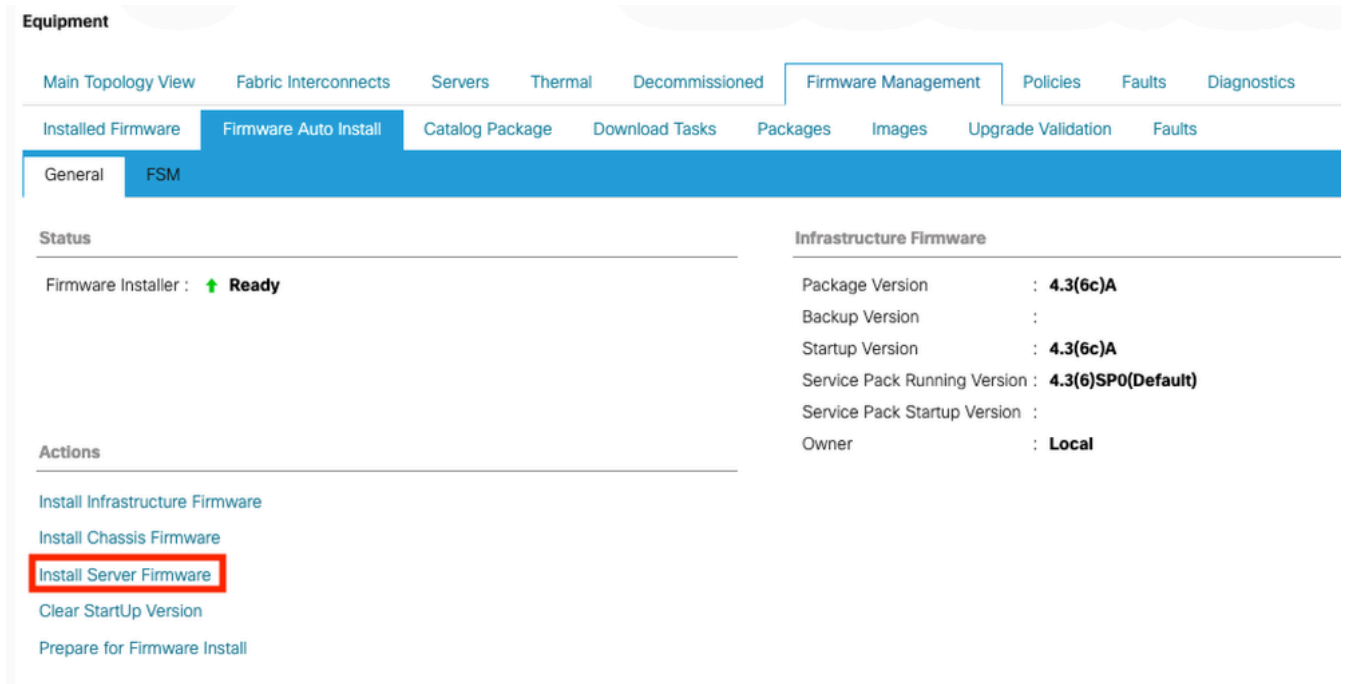 Equipment
Main Topology View Fabric Interconnects Servers Thermal Decommissioned Firmware Management Policies Faults Diagnostics
Installed Firmware Firmware Auto Install Catalog Package Download Tasks Packages Images Upgrade Validation Faults
General FSM
Status
Firmware Installer : Ready
Actions
Install Infrastructure Firmware
Install Chassis Firmware
Install Server Firmware
Clear StartUp Version
Prepare for Firmware Install
Infrastructure Firmware
Package Version : 4.3(6c)A
Backup Version :
Startup Version : 4.3(6c)A
Service Pack Running Version : 4.3(6)SP0(Default)
Service Pack Startup Version :
Owner : Local